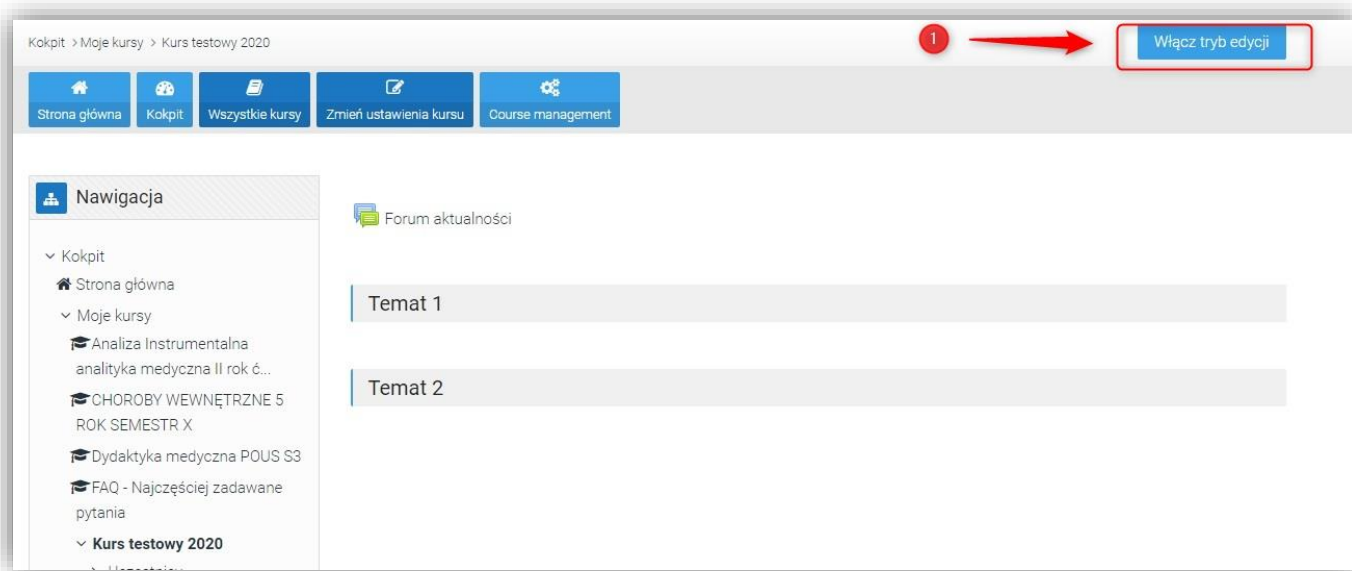 Kokpit > Moje kursy > Kurs testowy 2020
1
Włącz tryb edycji
Strona główna
Kokpit
Wszystkie kursy
Zmień ustawienia kursu
Course management
Nawigacja
Kokpit
Strona główna
Moje kursy
Analiza Instrumentalna
analityka medyczna II rok ć...
CHOROBY WEWNĘTRZNE 5
ROK SEMESTR X
Dydaktyka medyczna POUS S3
FAQ - Najczęściej zadawane
pytania
Kurs testowy 2020
Forum aktualności
Temat 1
Temat 2